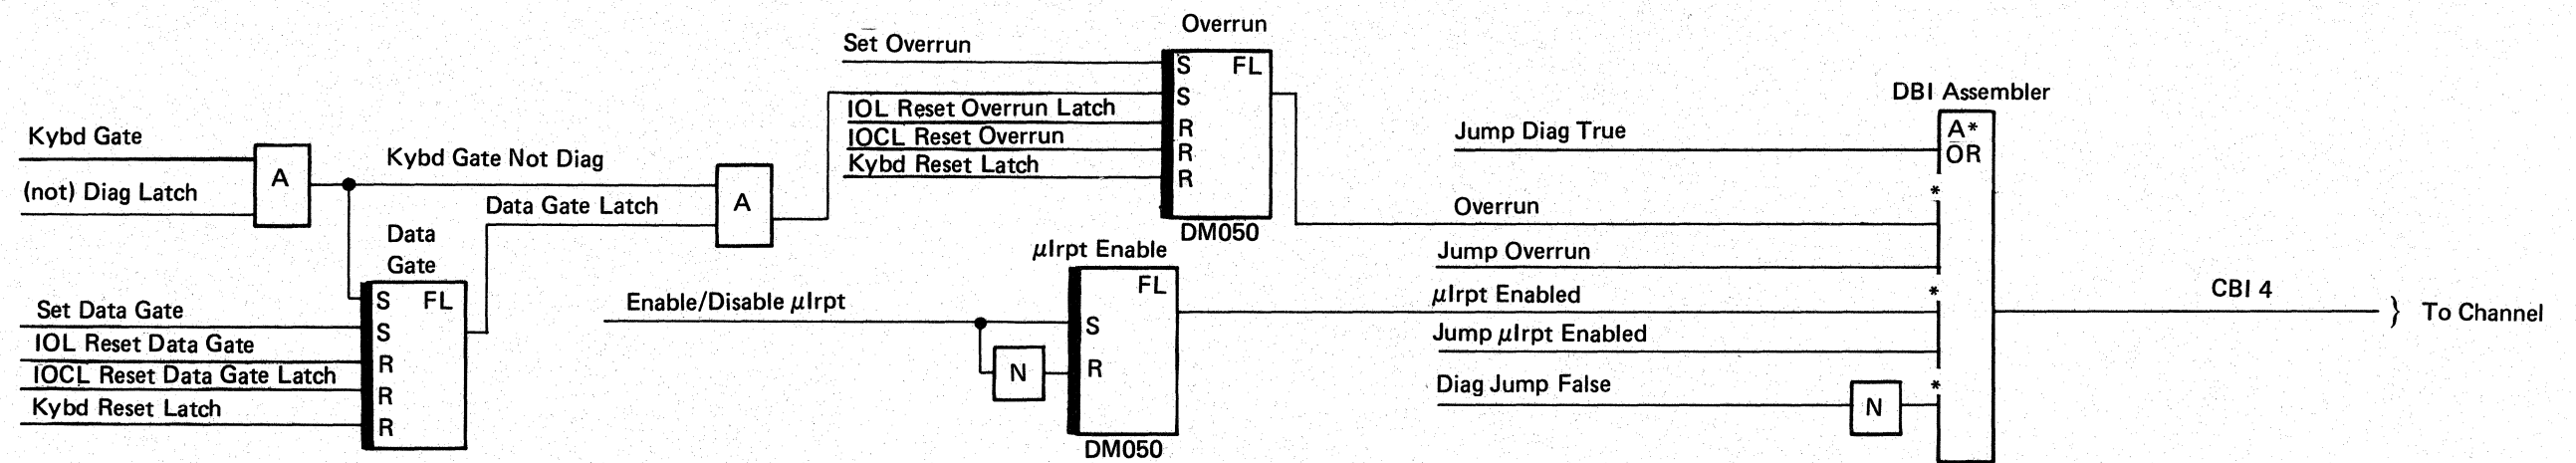 Overrun
Set Overrun
S FL
S
IOL Reset Overrun Latch
R
IOCL Reset Overrun
R
Kybd Reset Latch
R
DM050
Kybd Gate
(not) Diag Latch
A
Kybd Gate Not Diag
Data Gate Latch
A
Data
Gate
S FL
Set Data Gate
S
IOL Reset Data Gate
R
IOCL Reset Data Gate Latch
R
Kybd Reset Latch
R
μIrpt Enable
FL
Enable/Disable μIrpt
S
N
R
DM050
DBI Assembler
A*
OR
Jump Diag True
*
Overrun
Jump Overrun
μIrpt Enabled
*
Jump μIrpt Enabled
Diag Jump False
*
N
CBI 4
} To Channel